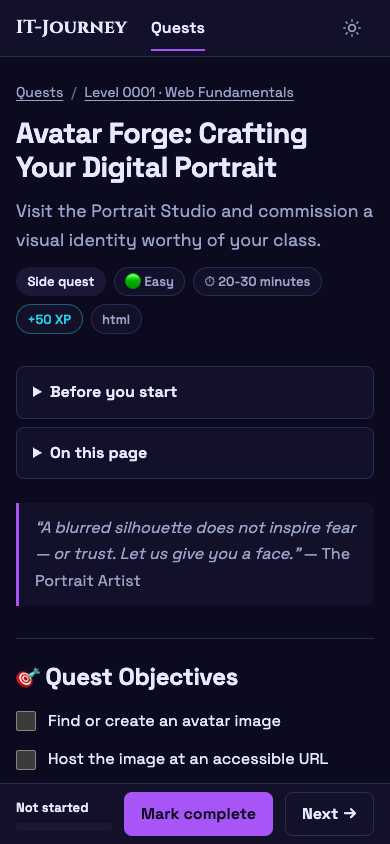 IT-Journey Quests
Quests / Level 0001 · Web Fundamentals
Avatar Forge: Crafting
Your Digital Portrait
Visit the Portrait Studio and commission a
visual identity worthy of your class.
Side quest 🟢 Easy ⏱ 20-30 minutes
+50 XP html
▶ Before you start
▶ On this page
“A blurred silhouette does not inspire fear
— or trust. Let us give you a face.” — The
Portrait Artist
🎯 Quest Objectives
Find or create an avatar image
Host the image at an accessible URL
Not started Mark complete Next →